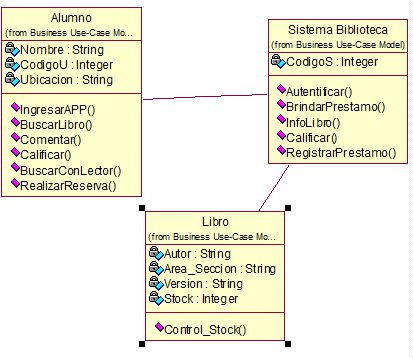 Alumno
(from Business Use-Case Mo...
Nombre : String
CodigoU : Integer
Ubicacion : String
IngresarAPP()
BuscarLibro()
Comentar()
Calificar()
BuscarConLector()
RealizarReserva()
Sistema Biblioteca
(from Business Use-Case Model)
CodigoS : Integer
Autentificar()
BrindarPrestamo()
InfoLibro()
Calificar()
RegistrarPrestamo()
Libro
(from Business Use-Case Mo...
Autor : String
Area_Seccion : String
Version : String
Stock : Integer
Control_Stock()